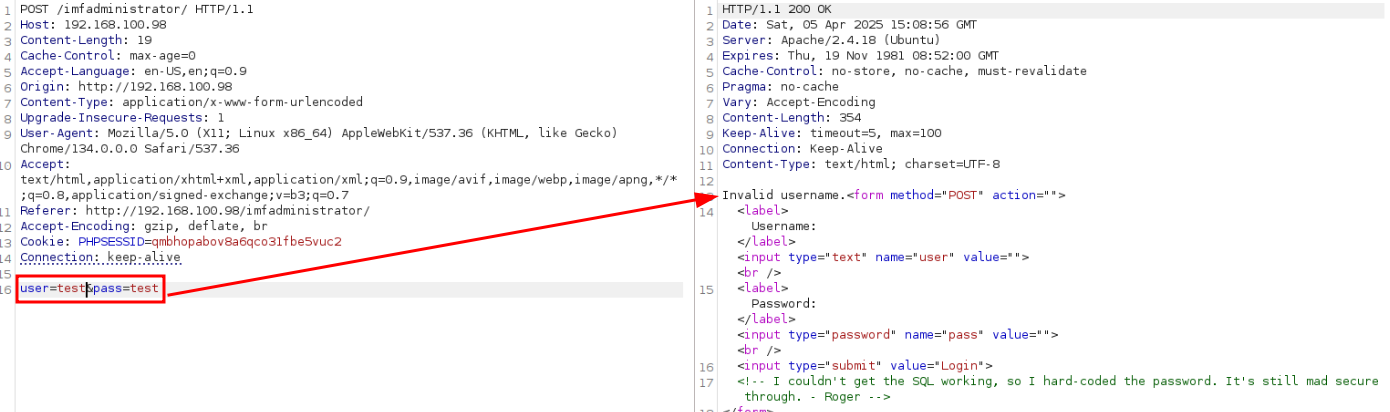 1 POST /imfadministrator/ HTTP/1.1
2 Host: 192.168.100.98
3 Content-Length: 19
4 Cache-Control: max-age=0
5 Accept-Language: en-US,en;q=0.9
6 Origin: http://192.168.100.98
7 Content-Type: application/x-www-form-urlencoded
8 Upgrade-Insecure-Requests: 1
9 User-Agent: Mozilla/5.0 (X11; Linux x86_64) AppleWebKit/537.36 (KHTML, like Gecko)
Chrome/134.0.0.0 Safari/537.36
10 Accept:
text/html,application/xhtml+xml,application/xml;q=0.9,image/avif,image/webp,image/apng,*/*
;q=0.8,application/signed-exchange;v=b3;q=0.7
11 Referer: http://192.168.100.98/imfadministrator/
12 Accept-Encoding: gzip, deflate, br
13 Cookie: PHPSESSID=qmbhopabov8a6qco31fbe5vuc2
14 Connection: keep-alive
15
16 user=test&pass=test
1 HTTP/1.1 200 OK
2 Date: Sat, 05 Apr 2025 15:08:56 GMT
3 Server: Apache/2.4.18 (Ubuntu)
4 Expires: Thu, 19 Nov 1981 08:52:00 GMT
5 Cache-Control: no-store, no-cache, must-revalidate
6 Pragma: no-cache
7 Vary: Accept-Encoding
8 Content-Length: 354
9 Keep-Alive: timeout=5, max=100
10 Connection: Keep-Alive
11 Content-Type: text/html; charset=UTF-8
12
Invalid username.<form method="POST" action="">
14 <label>
Username:
</label>
<input type="text" name="user" value="">
<br />
15 <label>
Password:
</label>
<input type="password" name="pass" value="">
<br />
16 <input type="submit" value="Login">
17 <!-- I couldn't get the SQL working, so I hard-coded the password. It's still mad secure
through. - Roger -->
18 </form>